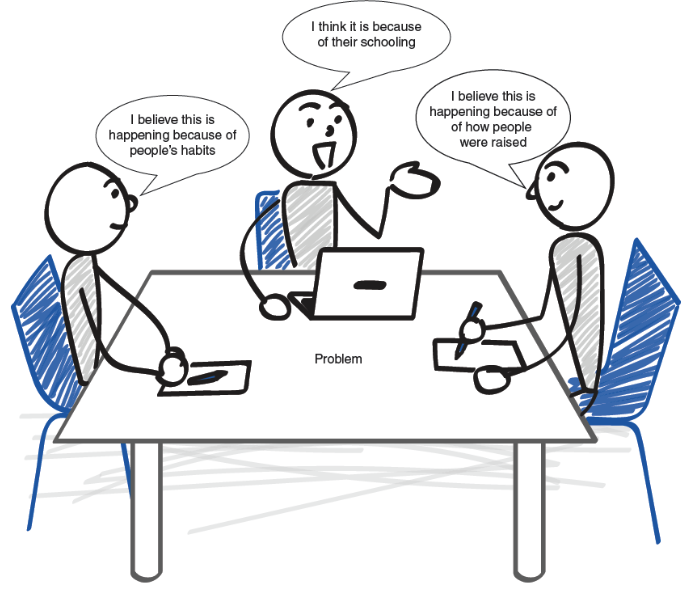 I think it is because
of their schooling
I believe this is
happening because of
people's habits
I believe this is
happening because of
of how people
were raised
Problem